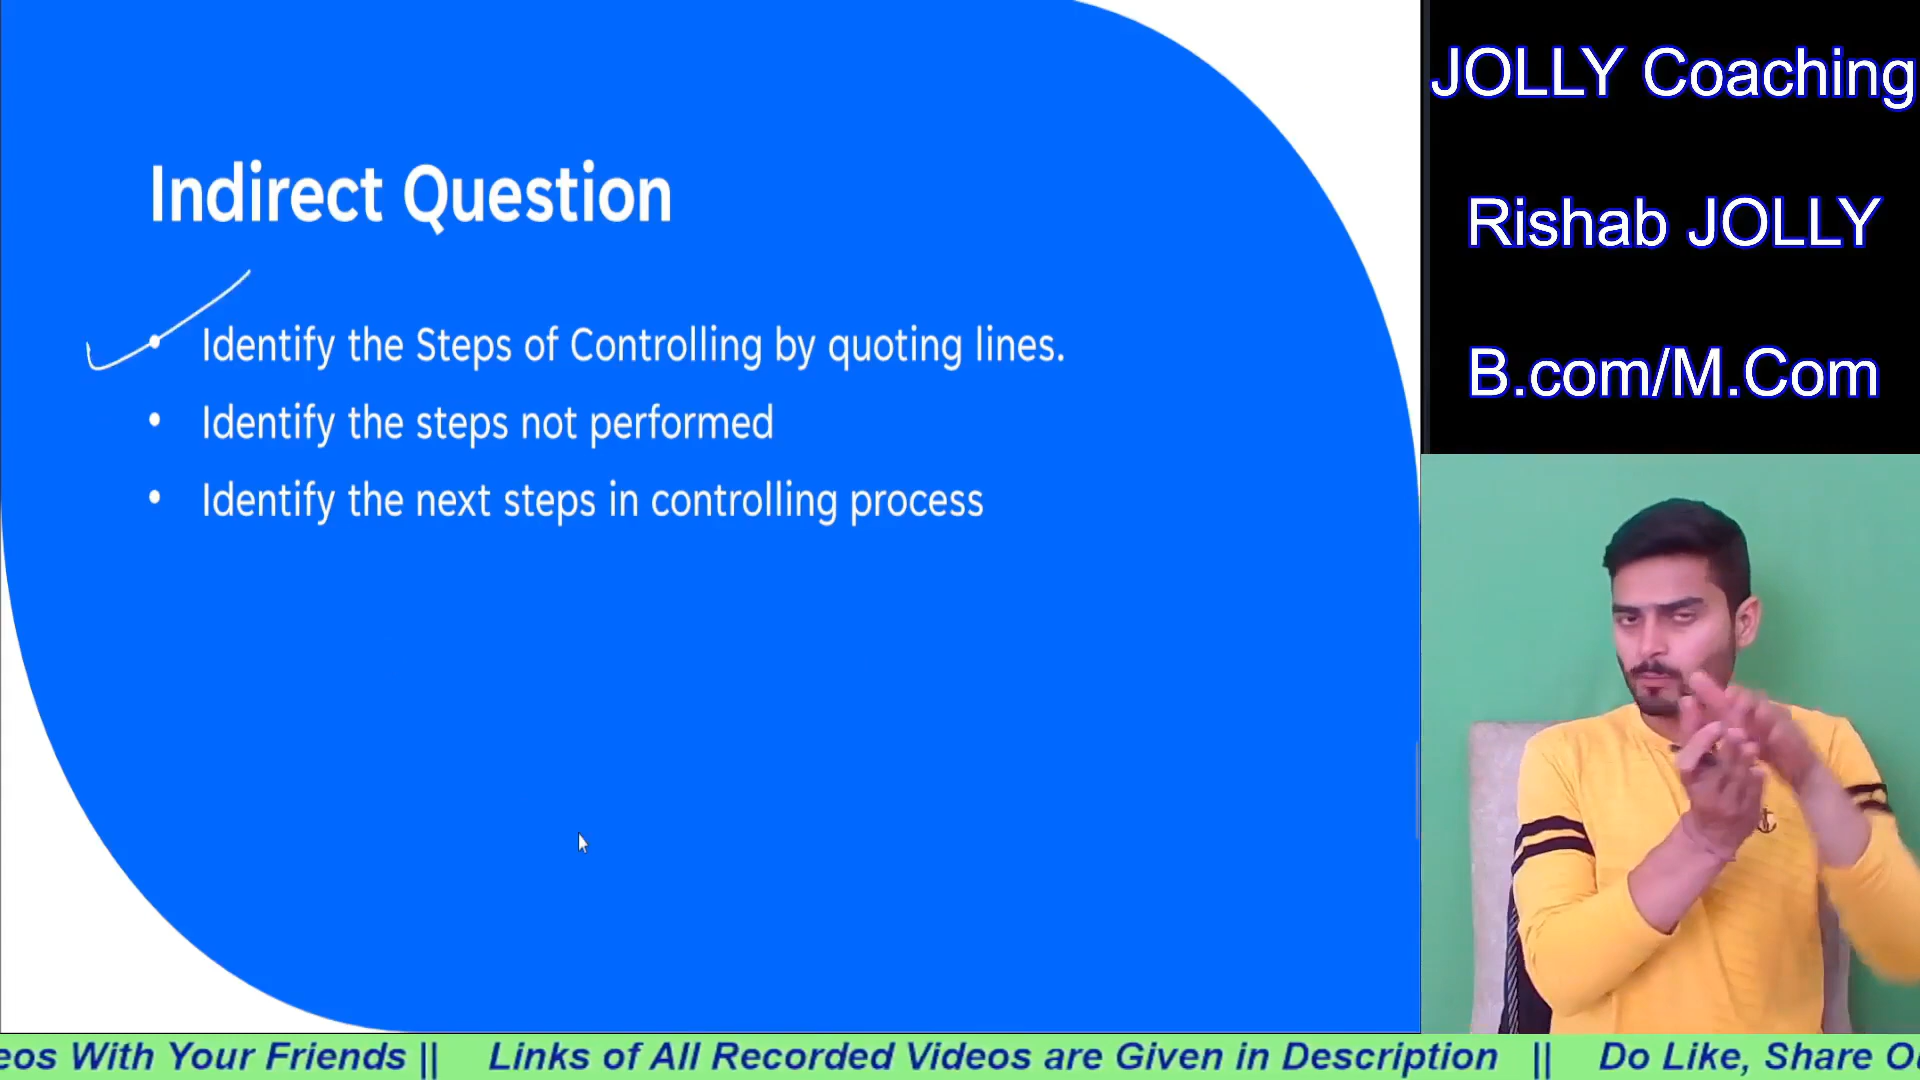 Indirect Question
• Identify the Steps of Controlling by quoting lines.
• Identify the steps not performed
• Identify the next steps in controlling process
JOLLY Coaching
Rishab JOLLY
B.com/M.Com
With Your Friends || Links of All Recorded Videos are Given in Description || Do Like, Share